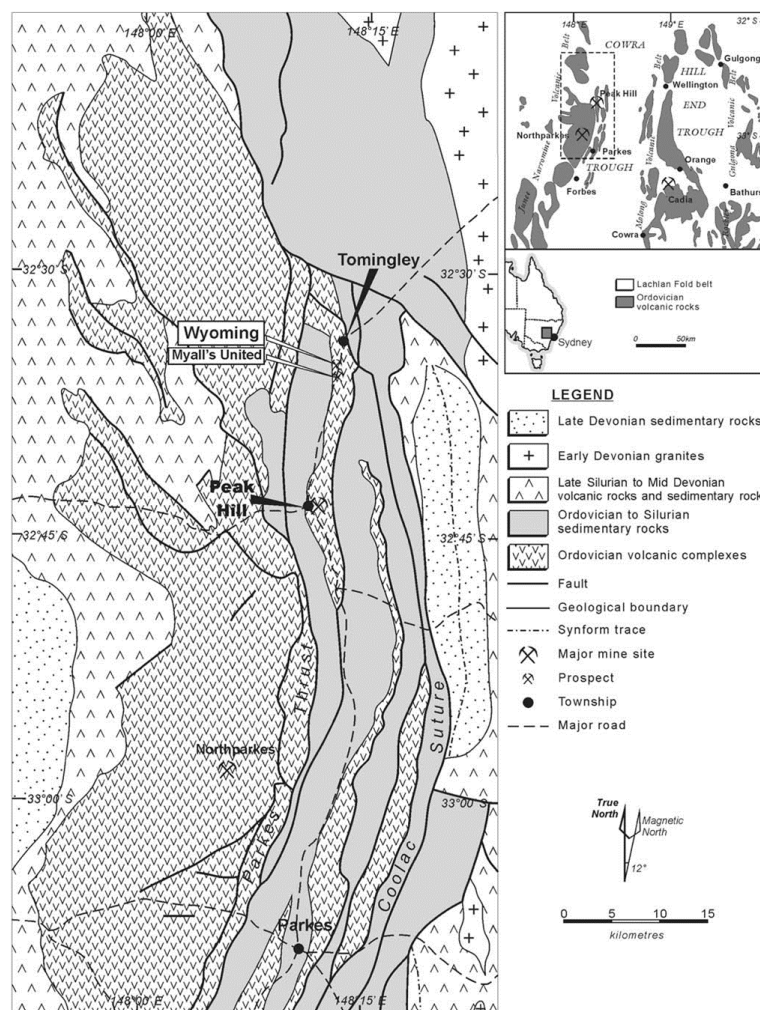 148°00' E
148°15' E
32°30' S
32°30' S
Tomingley
Wyoming
Myall's United
Peak
Hill
32°45' S
32°45' S
Thrust
Suture
Northparkes
33°00' S
33°00' S
Parkes
Coolac
Parkes
148°00' E
148°15' E
148° E
149° E
32° S
Belt
COWRA
Volcanic
Peak Hill
Northparkes
Parkes
TROUGH
Narromine
Forbes
Junee
Belt
HILL
Gulgong
Belt
Wellington
END
Volcanic
TROUGH
33° S
Volcanic
Orange
Gulgong
Molong
Cadia
Bathurs
Cowra
Lachlan Fold belt
Ordovician
volcanic rocks
Sydney
0 50km
LEGEND
Late Devonian sedimentary rocks
Early Devonian granites
Late Silurian to Mid Devonian
volcanic rocks and sedimentary rock
Ordovician to Silurian
sedimentary rocks
Ordovician volcanic complexes
Fault
Geological boundary
Synform trace
Major mine site
Prospect
Township
Major road
True
North
Magnetic
North
12°
0 5 10 15
kilometres